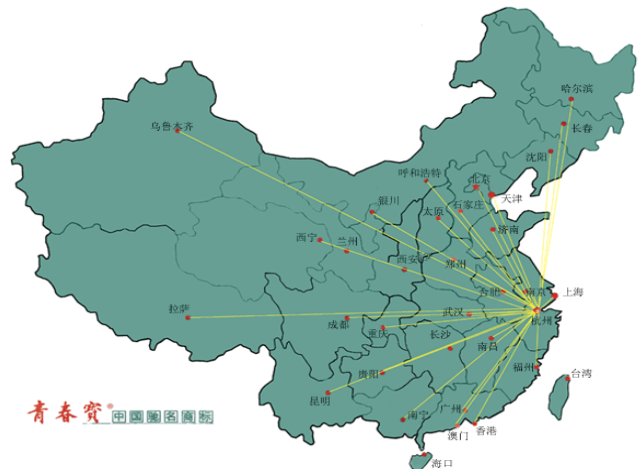 哈尔滨
长春
乌鲁木齐
沈阳
呼和浩特
北京
天津
银川
太原
石家庄
济南
西宁
兰州
西安
郑州
合肥
南京
上海
拉萨
成都
重庆
武汉
杭州
长沙
南昌
贵阳
福州
台湾
昆明
南宁
广州
澳门
香港
海口
青春宝®
中国驰名商标